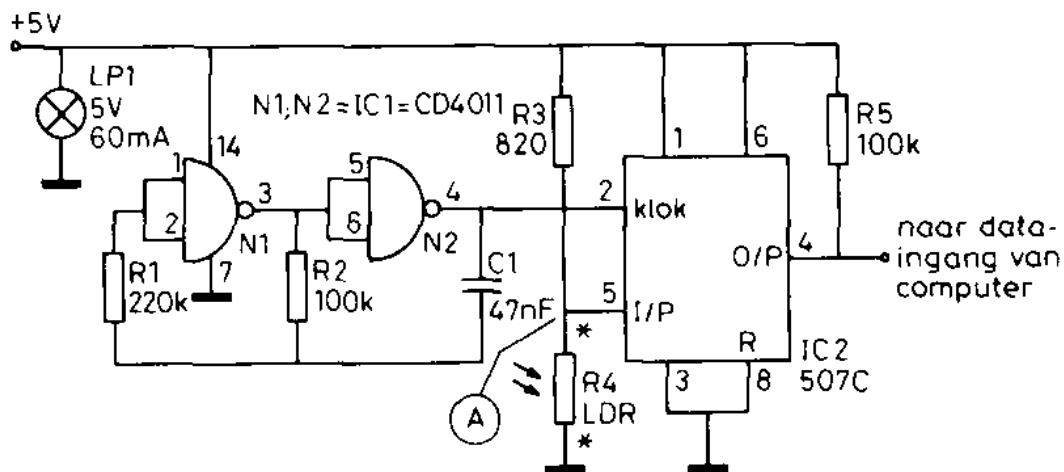 +5V
LP1
5V
60mA
N1;N2=IC1=CD4011
14
1
2
3
N1
7
R1
220k
R2
100k
5
6
4
N2
C1
47nF
R3
820
1
6
R5
100k
2
klok
O/P
4
naar data-
ingang van
computer
5
I/P
*
R
3
8
IC2
507C
R4
LDR
*
A